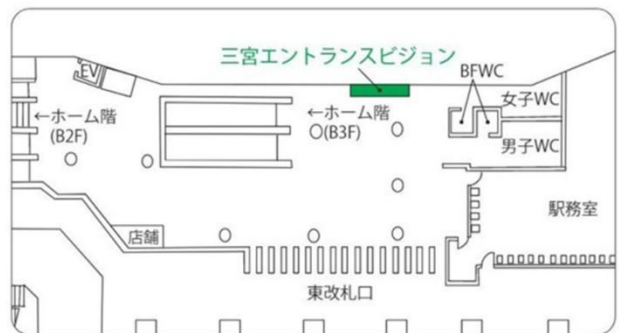 三宮エントランスビジョン
EV
BFWC
女子WC
←ホーム階
(B2F)
←ホーム階
(B3F)
男子WC
駅務室
店舗
東改札口